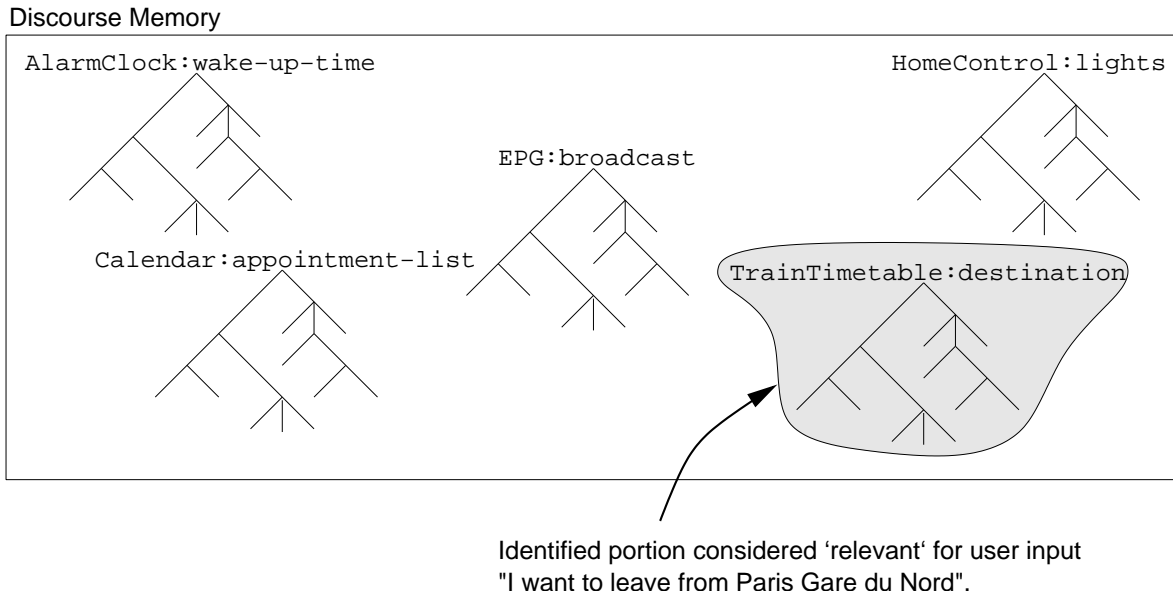 Discourse Memory
AlarmClock:wake-up-time
HomeControl:lights
EPG:broadcast
Calendar:appointment-list
TrainTimetable:destination
Identified portion considered ‘relevant‘ for user input
"I want to leave from Paris Gare du Nord".